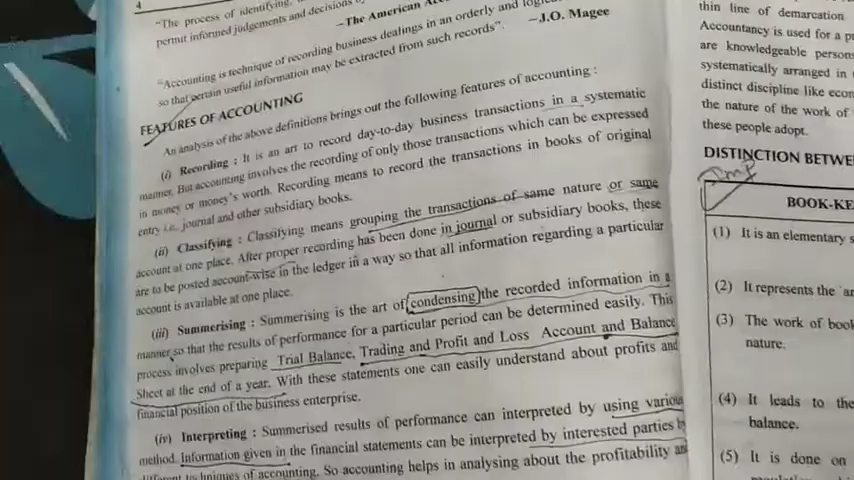 4
"The process of identifying,
permit informed judgements and decisions
–The American
"Accounting is technique of recording business dealings in an orderly and
so that certain useful information may be extracted from such records". –J.O. Magee
FEATURES OF ACCOUNTING
An analysis of the above definitions brings out the following features of accounting :
(i) Recording : It is an art to record day-to-day business transactions in a systematic
manner. But accounting involves the recording of only those transactions which can be expressed
in money or money's worth. Recording means to record the transactions in books of original
entry i.e., journal and other subsidiary books.
(ii) Classifying : Classifying means grouping the transactions of same nature or same
account at one place. After proper recording has been done in journal or subsidiary books, these
are to be posted account-wise in the ledger in a way so that all information regarding a particular
account is available at one place.
(iii) Summerising : Summerising is the art of condensing the recorded information in a
manner so that the results of performance for a particular period can be determined easily. This
process involves preparing Trial Balance, Trading and Profit and Loss Account and Balance
Sheet at the end of a year. With these statements one can easily understand about profits and
financial position of the business enterprise.
(iv) Interpreting : Summerised results of performance can interpreted by using various
method. Information given in the financial statements can be interpreted by interested parties
different techniques of accounting. So accounting helps in analysing about the profitability
thin line of demarcation
Accountancy is used for a
are knowledgeable persons
systematically arranged in
distinct discipline like
the nature of the work of
these people adopt.
DISTINCTION
Imp
(1) It is an elementary
(2) It represents the
(3) The work of
nature.
(4) It leads to the
balance.
(5) It is done on